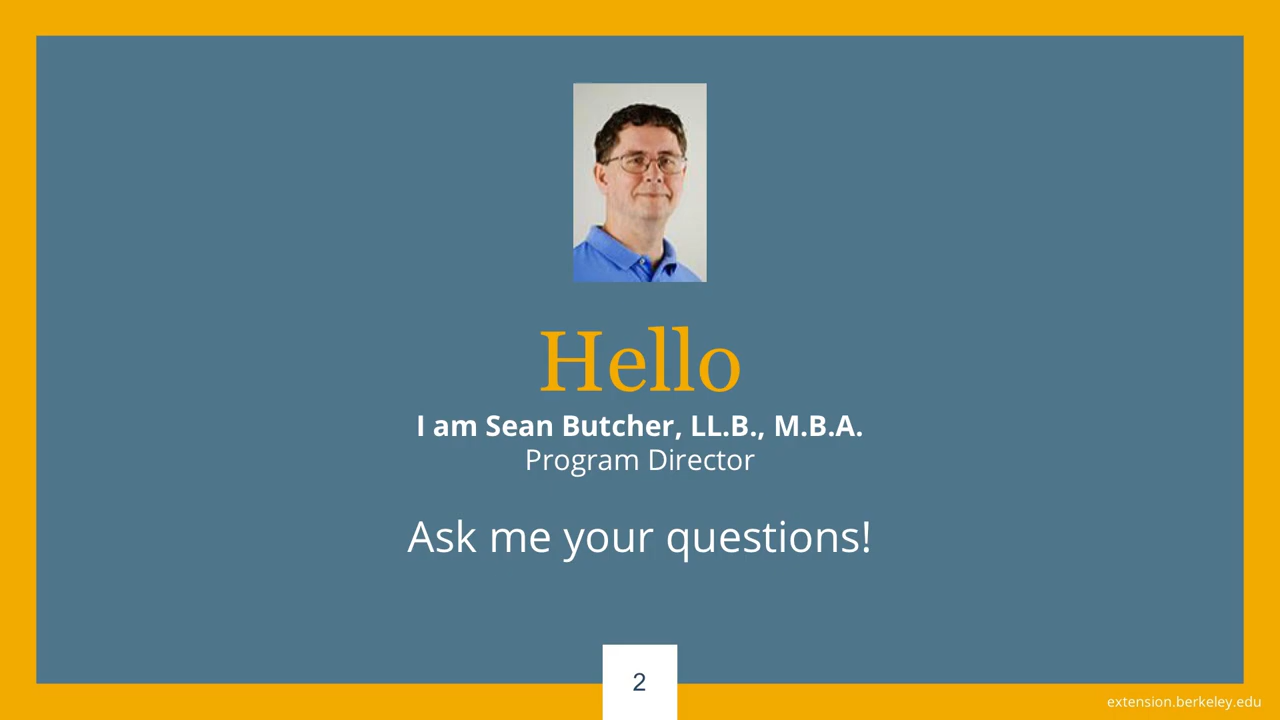 Hello
I am Sean Butcher, LL.B., M.B.A.
Program Director
Ask me your questions!
2
extension.berkeley.edu